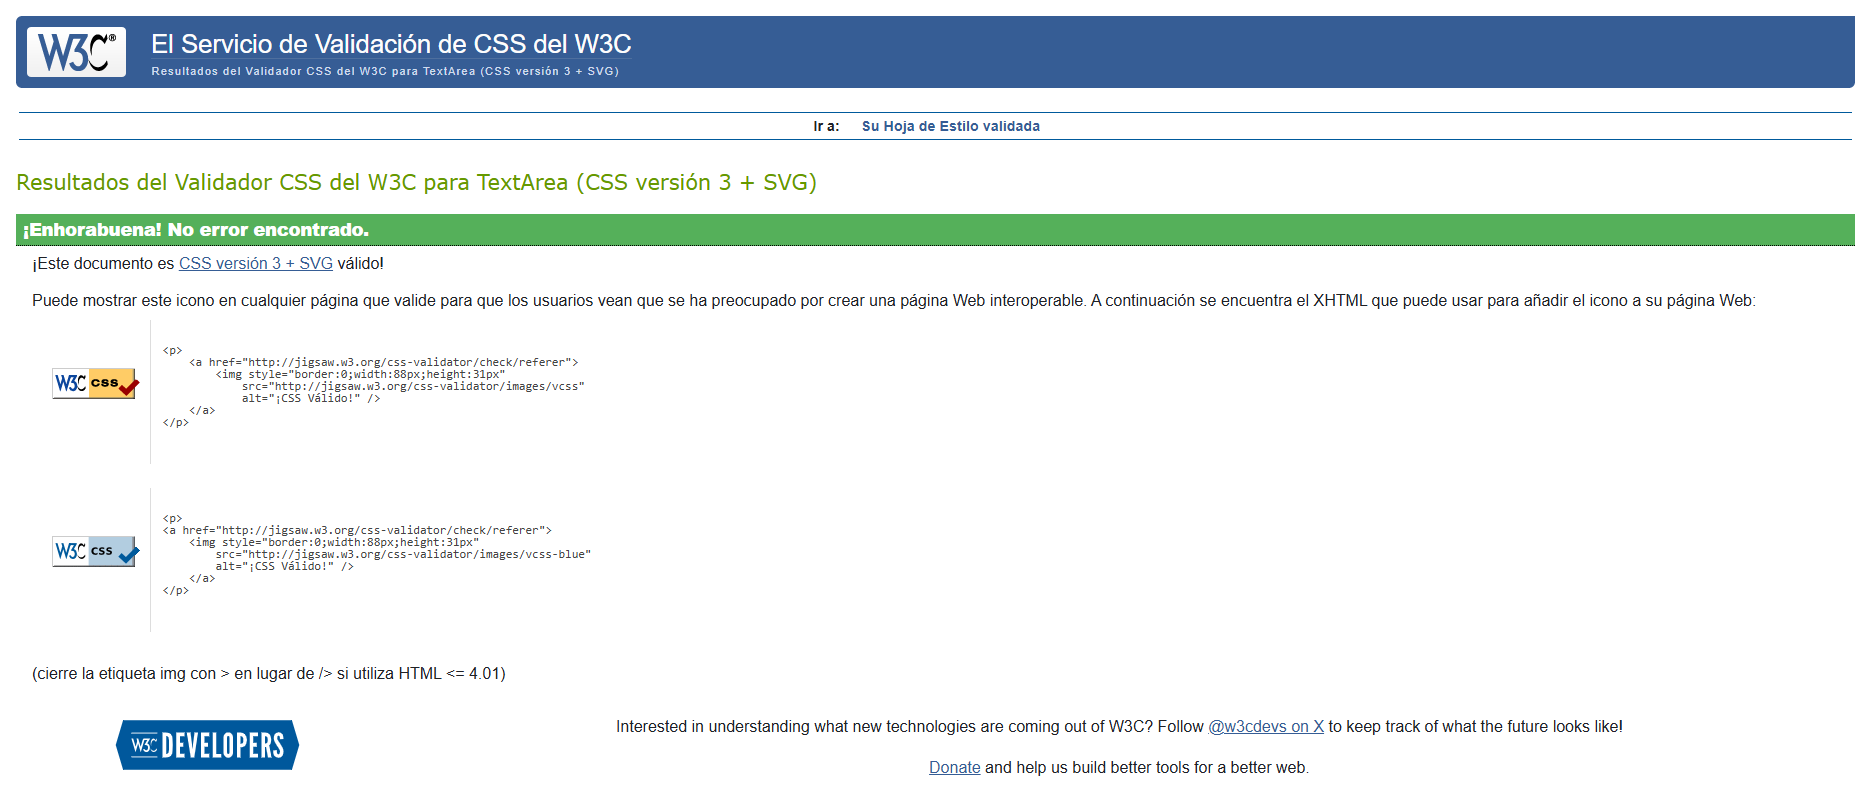 W3C®
El Servicio de Validación de CSS del W3C
Resultados del Validador CSS del W3C para TextArea (CSS versión 3 + SVG)
Ir a: Su Hoja de Estilo validada
Resultados del Validador CSS del W3C para TextArea (CSS versión 3 + SVG)
¡Enhorabuena! No error encontrado.
¡Este documento es CSS versión 3 + SVG válido!
Puede mostrar este icono en cualquier página que valide para que los usuarios vean que se ha preocupado por crear una página Web interoperable. A continuación se encuentra el XHTML que puede usar para añadir el icono a su página Web:
W3C css
<p>
    <a href="http://jigsaw.w3.org/css-validator/check/referer">
        <img style="border:0;width:88px;height:31px"
            src="http://jigsaw.w3.org/css-validator/images/vcss"
            alt="¡CSS Válido!" />
    </a>
</p>
W3C css
<p>
<a href="http://jigsaw.w3.org/css-validator/check/referer">
    <img style="border:0;width:88px;height:31px"
        src="http://jigsaw.w3.org/css-validator/images/vcss-blue"
        alt="¡CSS Válido!" />
    </a>
</p>
(cierre la etiqueta img con > en lugar de /> si utiliza HTML <= 4.01)
W3C DEVELOPERS
Interested in understanding what new technologies are coming out of W3C? Follow @w3cdevs on X to keep track of what the future looks like!
Donate and help us build better tools for a better web.